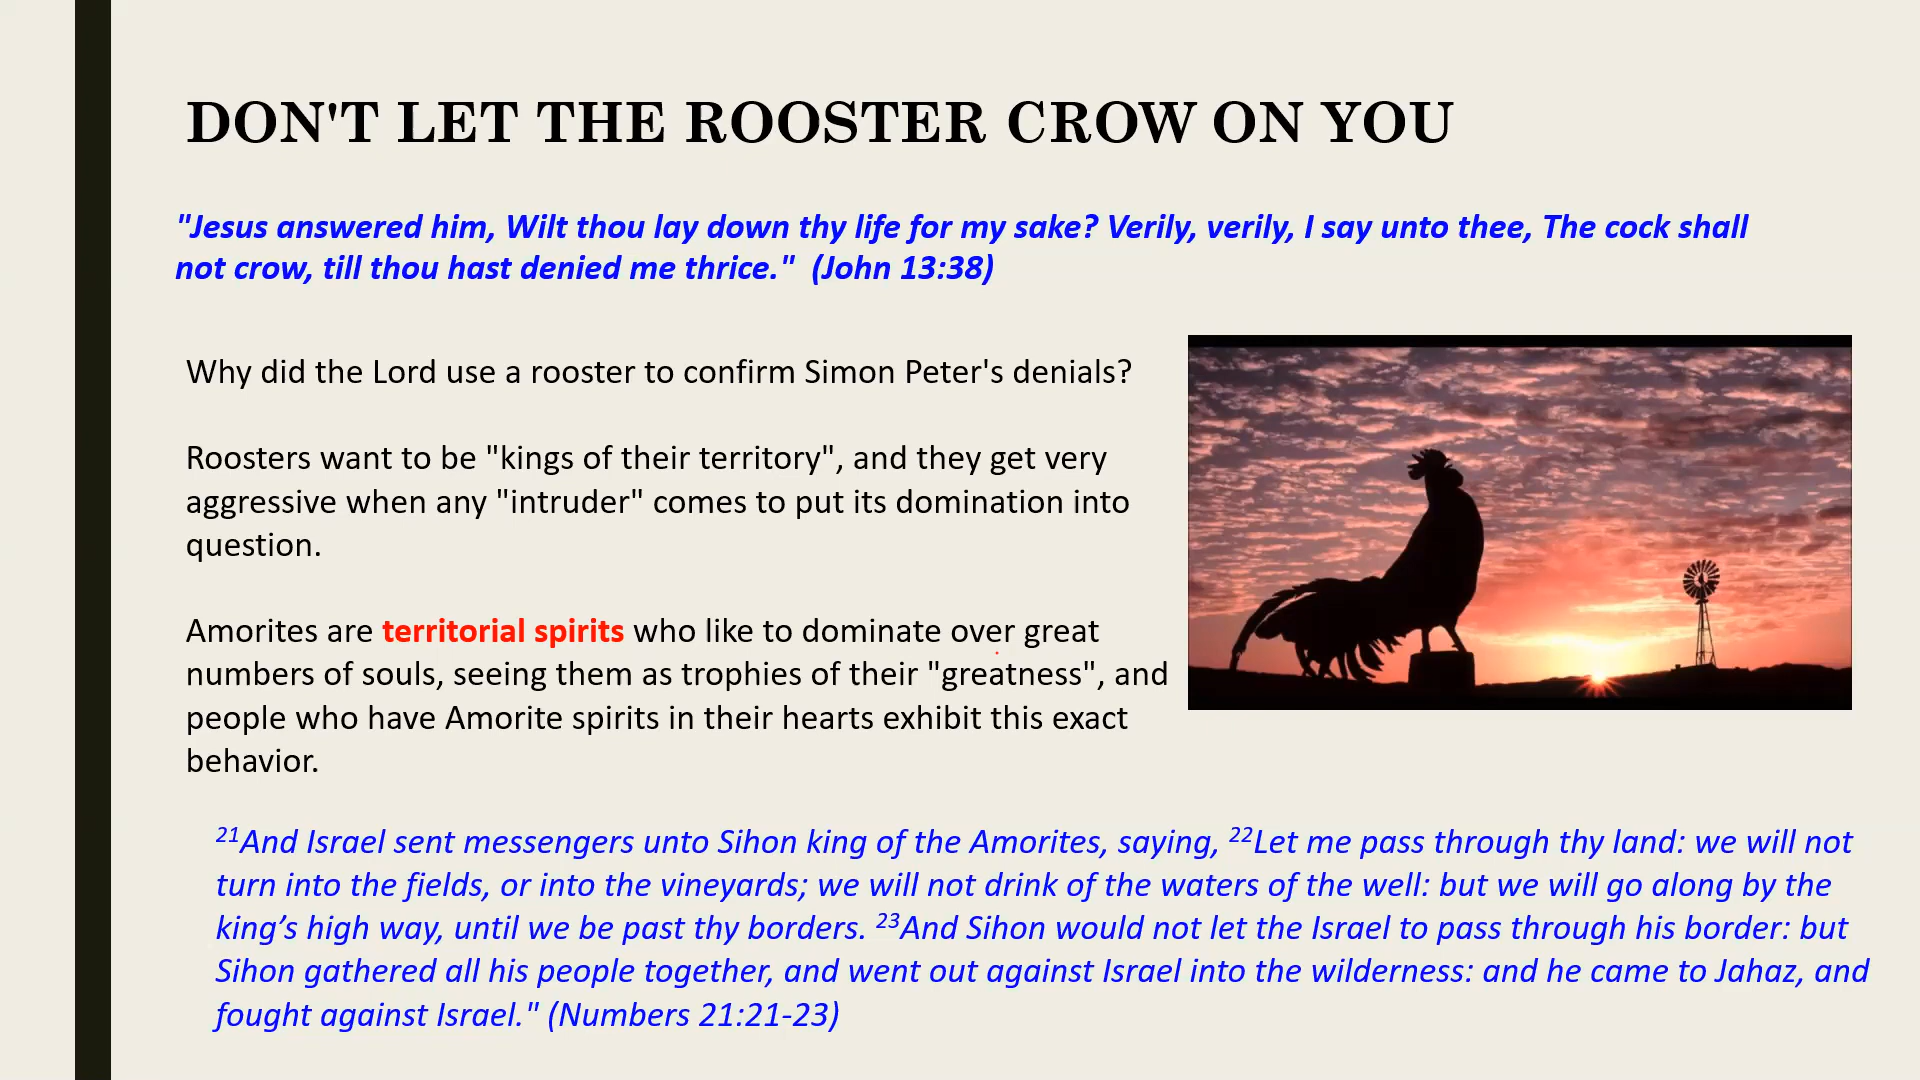 DON'T LET THE ROOSTER CROW ON YOU
"Jesus answered him, Wilt thou lay down thy life for my sake? Verily, verily, I say unto thee, The cock shall
not crow, till thou hast denied me thrice."  (John 13:38)
Why did the Lord use a rooster to confirm Simon Peter's denials?
Roosters want to be "kings of their territory", and they get very
aggressive when any "intruder" comes to put its domination into
question.
Amorites are territorial spirits who like to dominate over great
numbers of souls, seeing them as trophies of their "greatness", and
people who have Amorite spirits in their hearts exhibit this exact
behavior.
²¹And Israel sent messengers unto Sihon king of the Amorites, saying, ²²Let me pass through thy land: we will not
turn into the fields, or into the vineyards; we will not drink of the waters of the well: but we will go along by the
king’s high way, until we be past thy borders. ²³And Sihon would not let the Israel to pass through his border: but
Sihon gathered all his people together, and went out against Israel into the wilderness: and he came to Jahaz, and
fought against Israel." (Numbers 21:21-23)